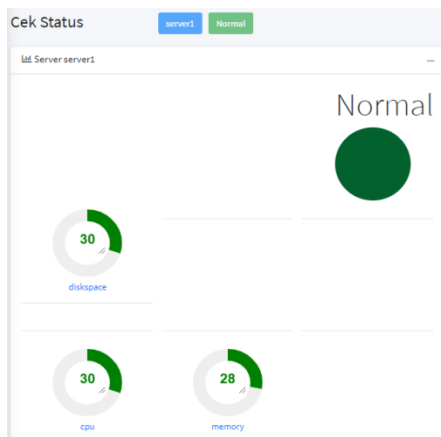 Cek Status
server1
Normal
Server server1
Normal
30
diskspace
30
cpu
28
memory